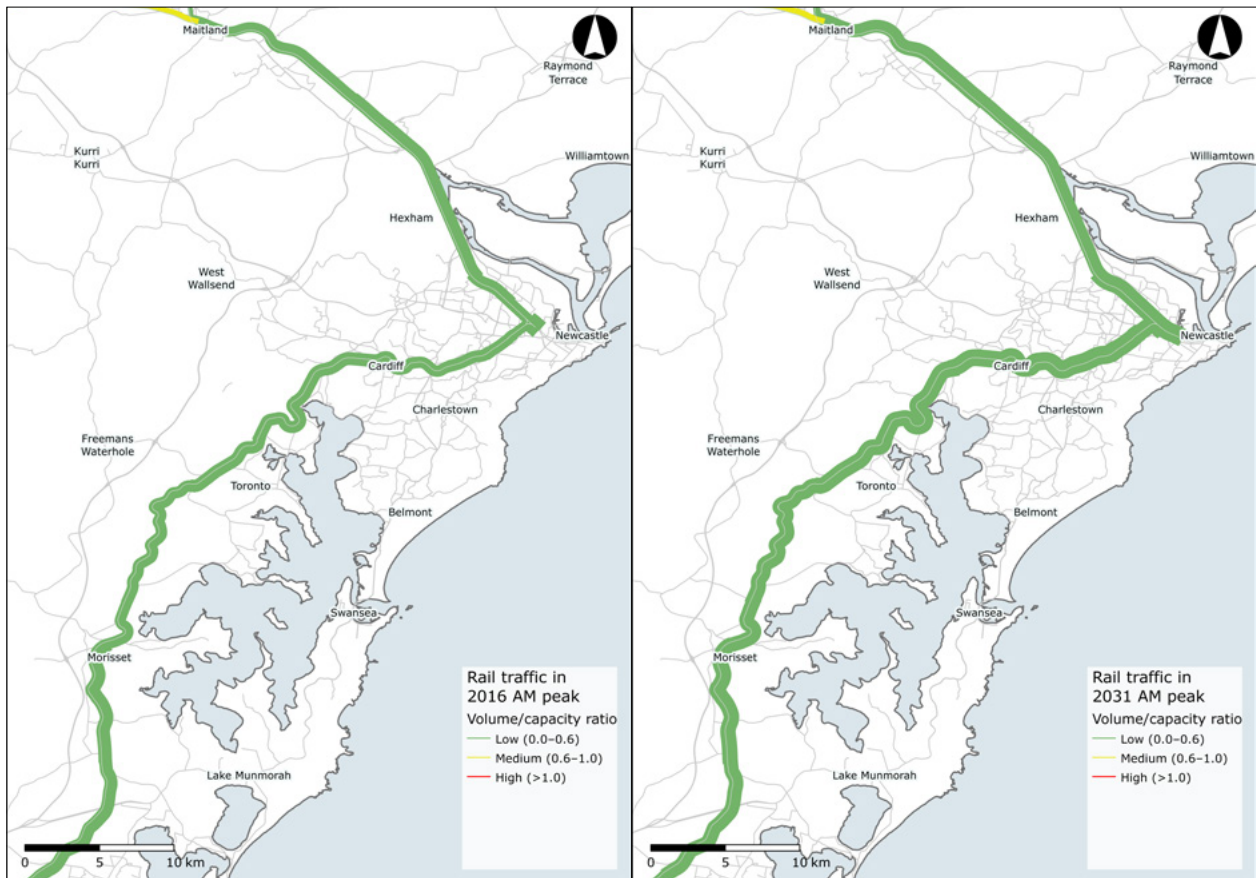 Maitland
Raymond
Terrace
Kurri
Kurri
Williamtown
Hexham
West
Wallsend
Newcastle
Cardiff
Charlestown
Freemans
Waterhole
Toronto
Belmont
Swansea
Morisset
Lake Munmorah
Rail traffic in
2016 AM peak
Volume/capacity ratio
Low (0.0–0.6)
Medium (0.6–1.0)
High (>1.0)
0 5 10 km
Maitland
Raymond
Terrace
Kurri
Kurri
Williamtown
Hexham
West
Wallsend
Newcastle
Cardiff
Charlestown
Freemans
Waterhole
Toronto
Belmont
Swansea
Morisset
Lake Munmorah
Rail traffic in
2031 AM peak
Volume/capacity ratio
Low (0.0–0.6)
Medium (0.6–1.0)
High (>1.0)
0 5 10 km